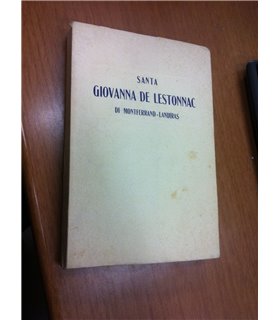 SANTA
GIOVANNA DE LESTONNAC
DI MONTFERRAND-LANDIRAS